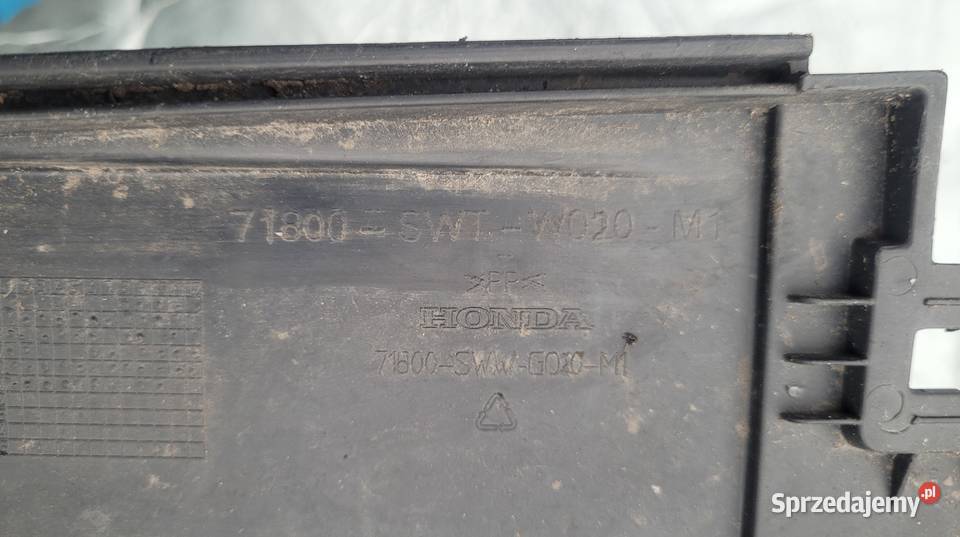 71800-SWT-W020-M1
>PP<
HONDA
71800-SWW-G020-M1
Sprzedajemy.pl